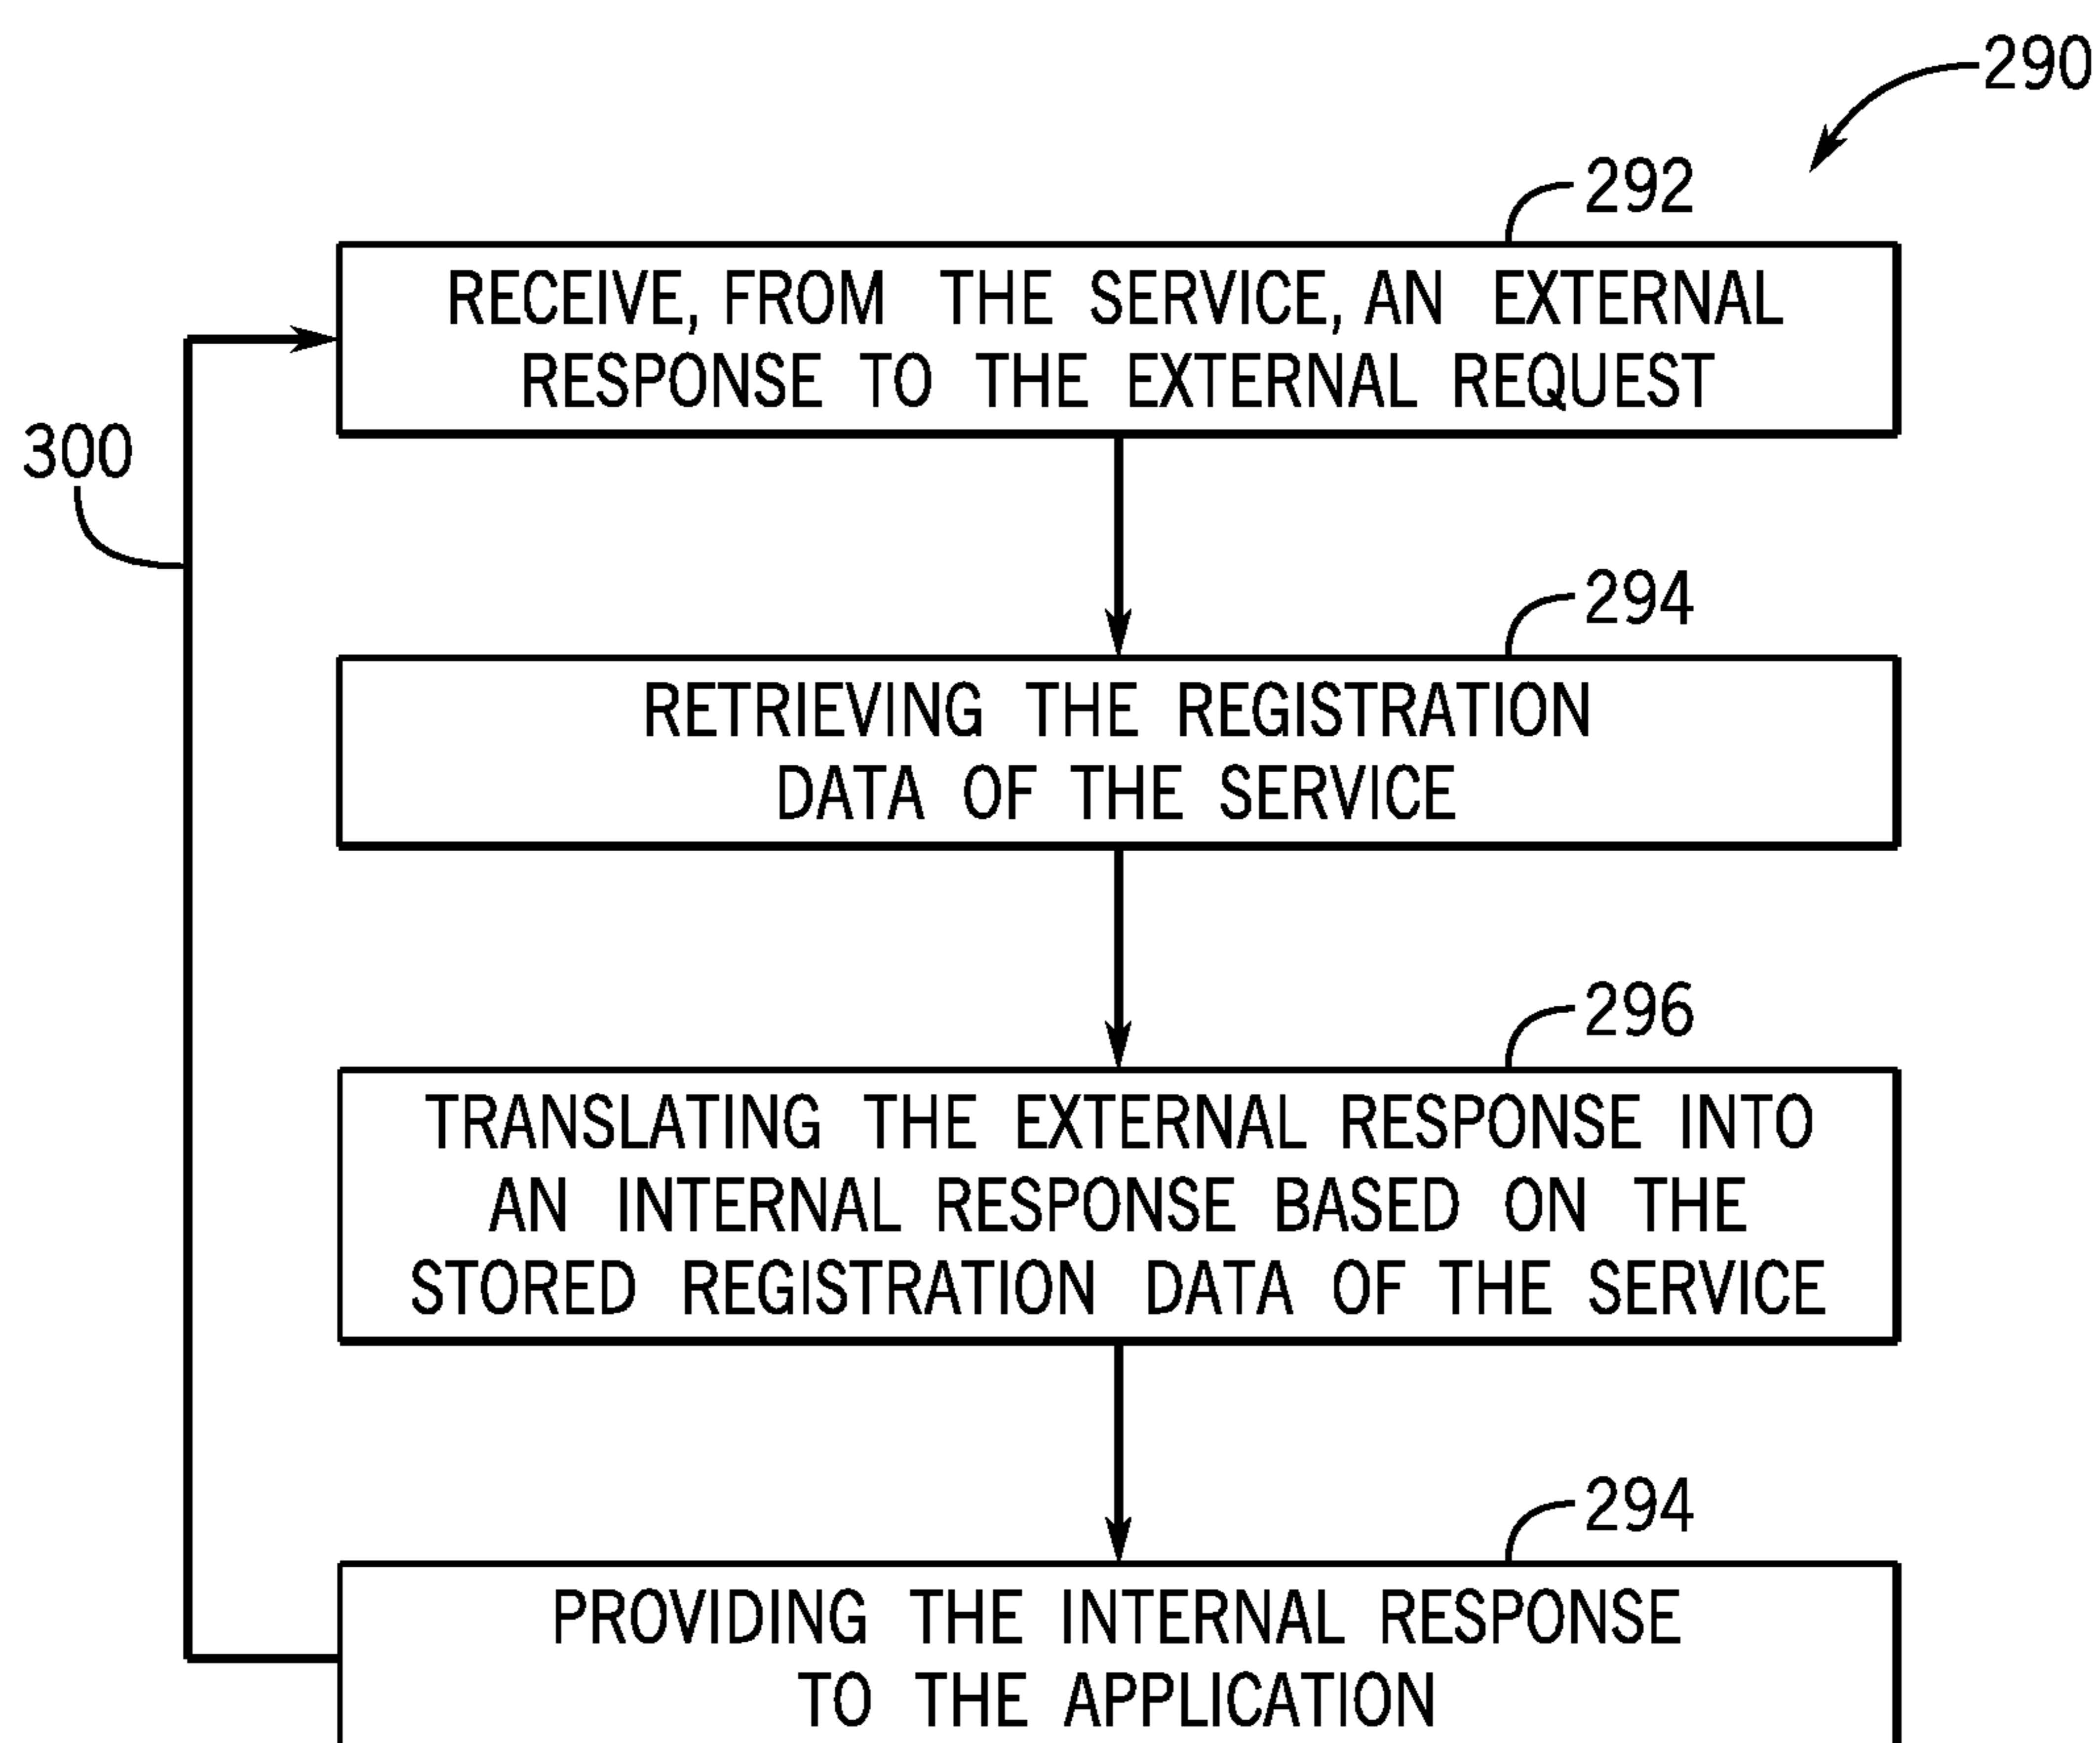 290
292
RECEIVE, FROM THE SERVICE, AN EXTERNAL
RESPONSE TO THE EXTERNAL REQUEST
300
294
RETRIEVING THE REGISTRATION
DATA OF THE SERVICE
296
TRANSLATING THE EXTERNAL RESPONSE INTO
AN INTERNAL RESPONSE BASED ON THE
STORED REGISTRATION DATA OF THE SERVICE
294
PROVIDING THE INTERNAL RESPONSE
TO THE APPLICATION